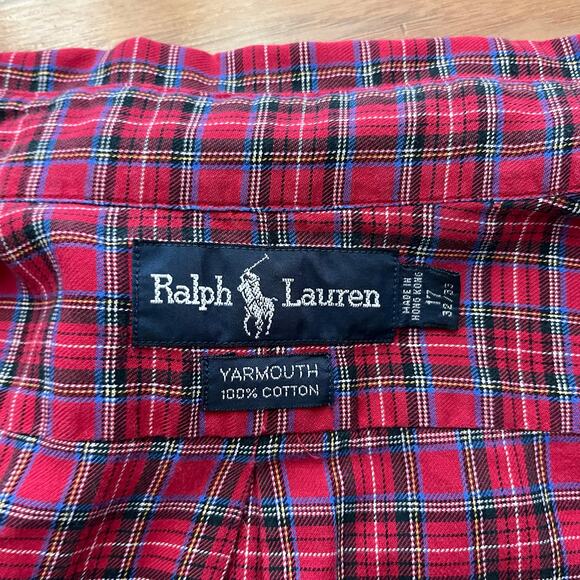 Ralph Lauren
MADE IN
HONG KONG
17
32/33
YARMOUTH
100% COTTON